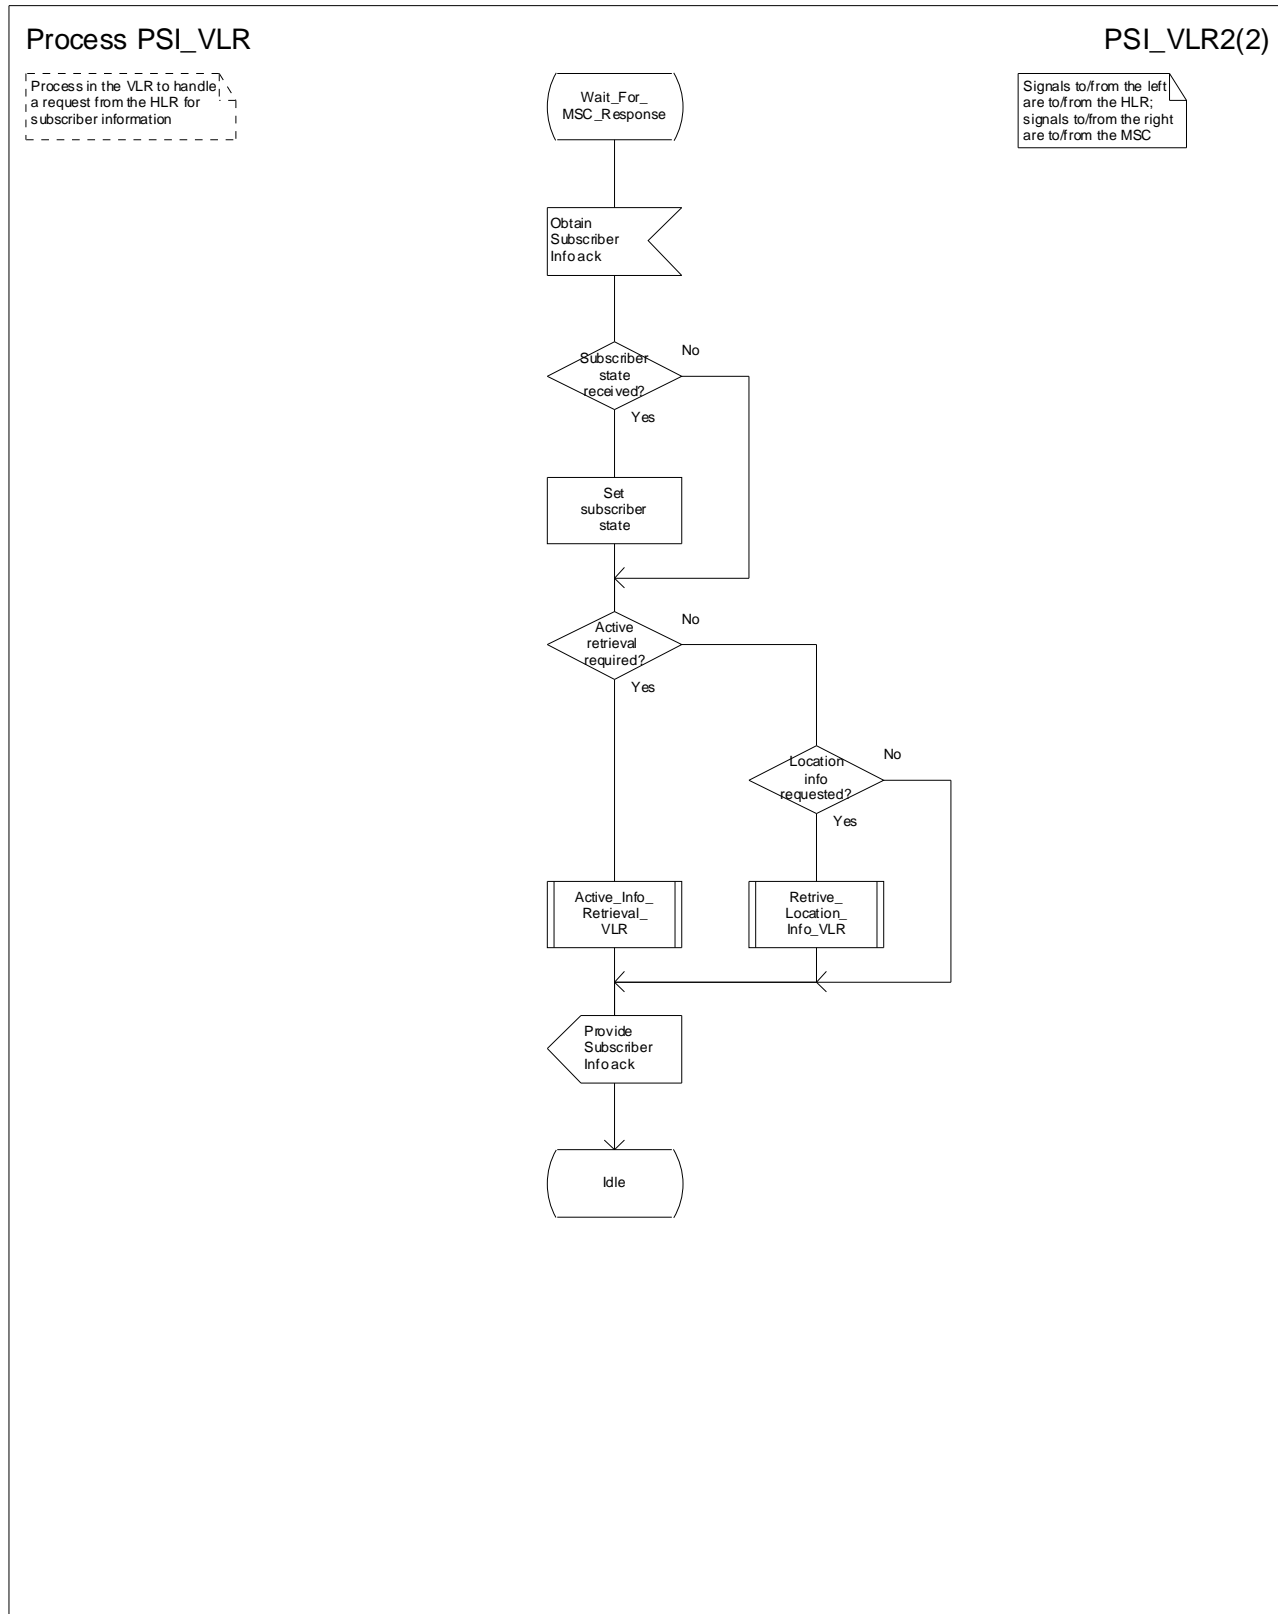 Process PSI_VLR
PSI_VLR2(2)
Process in the VLR to handle
a request from the HLR for
subscriber information
Signals to/from the left
are to/from the HLR;
signals to/from the right
are to/from the MSC
Wait_For_
MSC_Response
Obtain
Subscriber
Info ack
Subscriber
state
received?
No
Yes
Set
subscriber
state
Active
retrieval
required?
No
Yes
Location
info
requested?
No
Yes
Active_Info_
Retrieval_
VLR
Retrive_
Location_
Info_VLR
Provide
Subscriber
Info ack
Idle